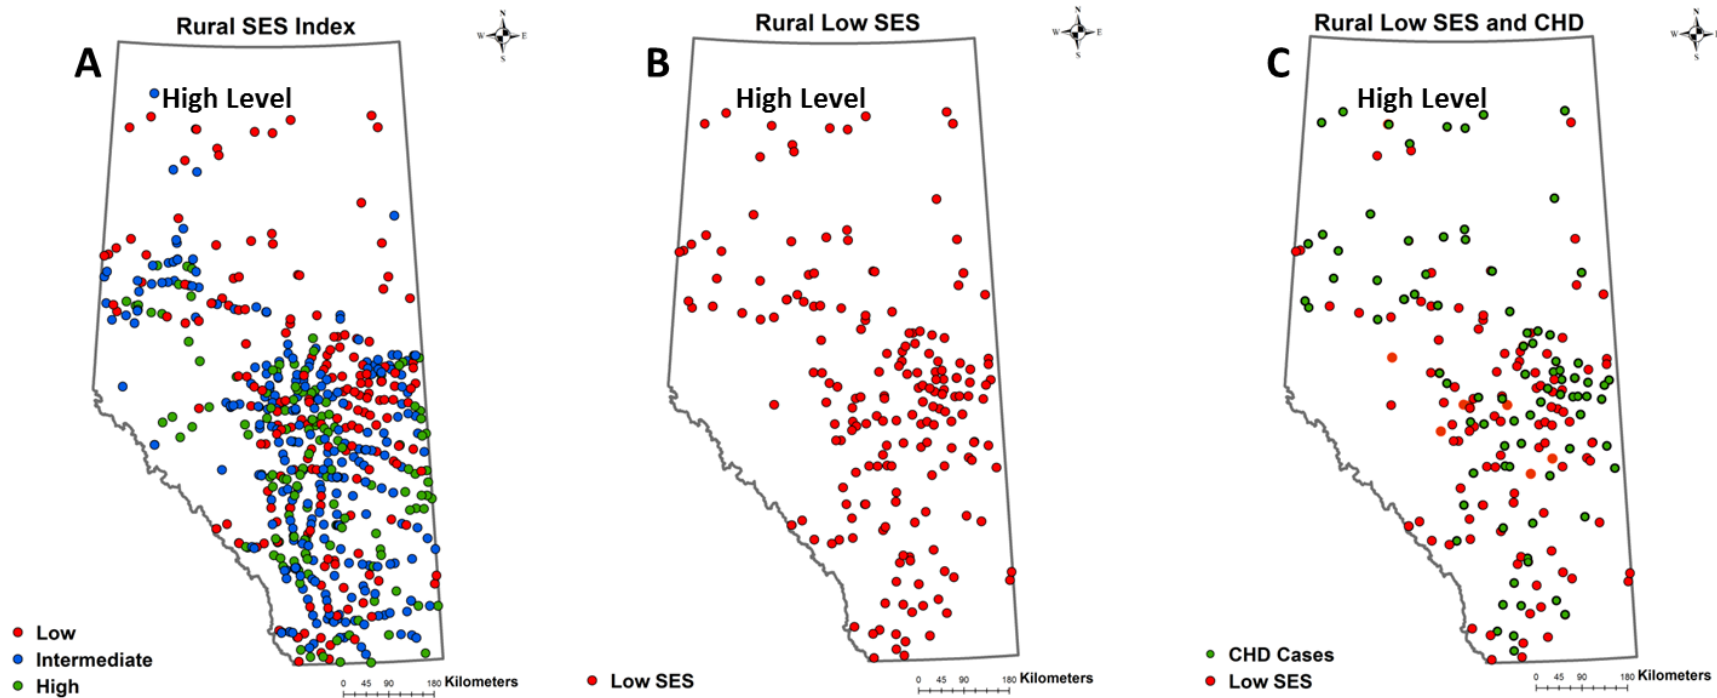 Rural SES Index
N
W
E
S
A
High Level
Low
Intermediate
High
0 45 90 180 Kilometers
Rural Low SES
N
W
E
S
B
High Level
Low SES
0 45 90 180 Kilometers
Rural Low SES and CHD
N
W
S
C
High Level
CHD Cases
Low SES
0 45 90 180 Kilometers